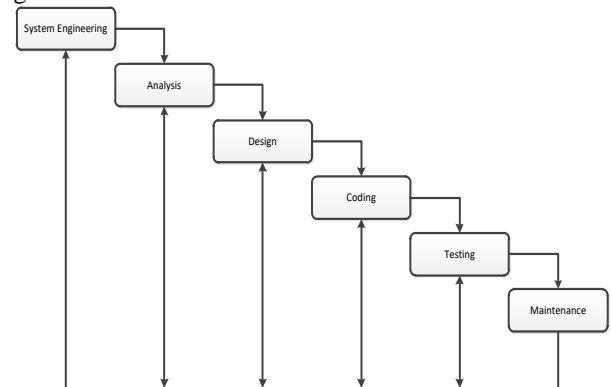 System Engineering
Analysis
Design
Coding
Testing
Maintenance